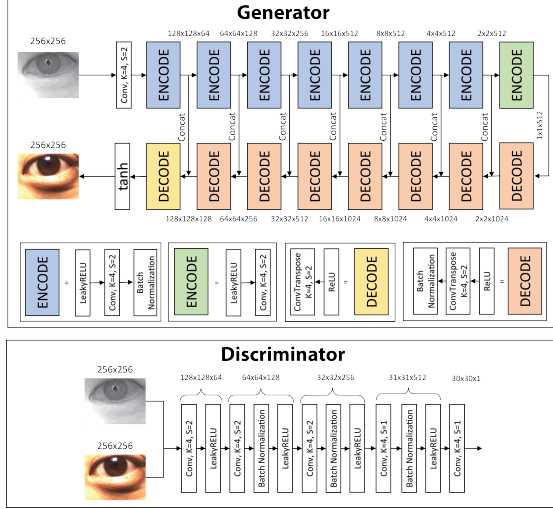 Generator
256x256
128x128x64
64x64x128
32x32x256
16x16x512
8x8x512
4x4x512
2x2x512
Conv, K=4, S=2
ENCODE
ENCODE
ENCODE
ENCODE
ENCODE
ENCODE
ENCODE
ENCODE
Concat
Concat
Concat
Concat
Concat
Concat
Concat
1x1x512
256x256
tanh
DECODE
DECODE
DECODE
DECODE
DECODE
DECODE
DECODE
DECODE
128x128x128
64x64x256
32x32x512
16x16x1024
8x8x1024
4x4x1024
2x2x1024
ENCODE
=
LeakyRELU
Conv, K=4, S=2
Batch
Normalization
ENCODE
=
LeakyRELU
Conv, K=4, S=2
ConvTranspose
K=4, S=2
ReLU
=
DECODE
Batch
Normalization
ConvTranspose
K=4, S=2
ReLU
=
DECODE
Discriminator
256x256
128x128x64
64x64x128
32x32x256
31x31x512
30x30x1
256x256
Conv, K=4, S=2
LeakyRELU
Conv, K=4, S=2
Batch Normalization
LeakyRELU
Conv, K=4, S=2
Batch Normalization
LeakyRELU
Conv, K=4, S=1
Batch Normalization
LeakyRELU
Conv, K=4, S=1